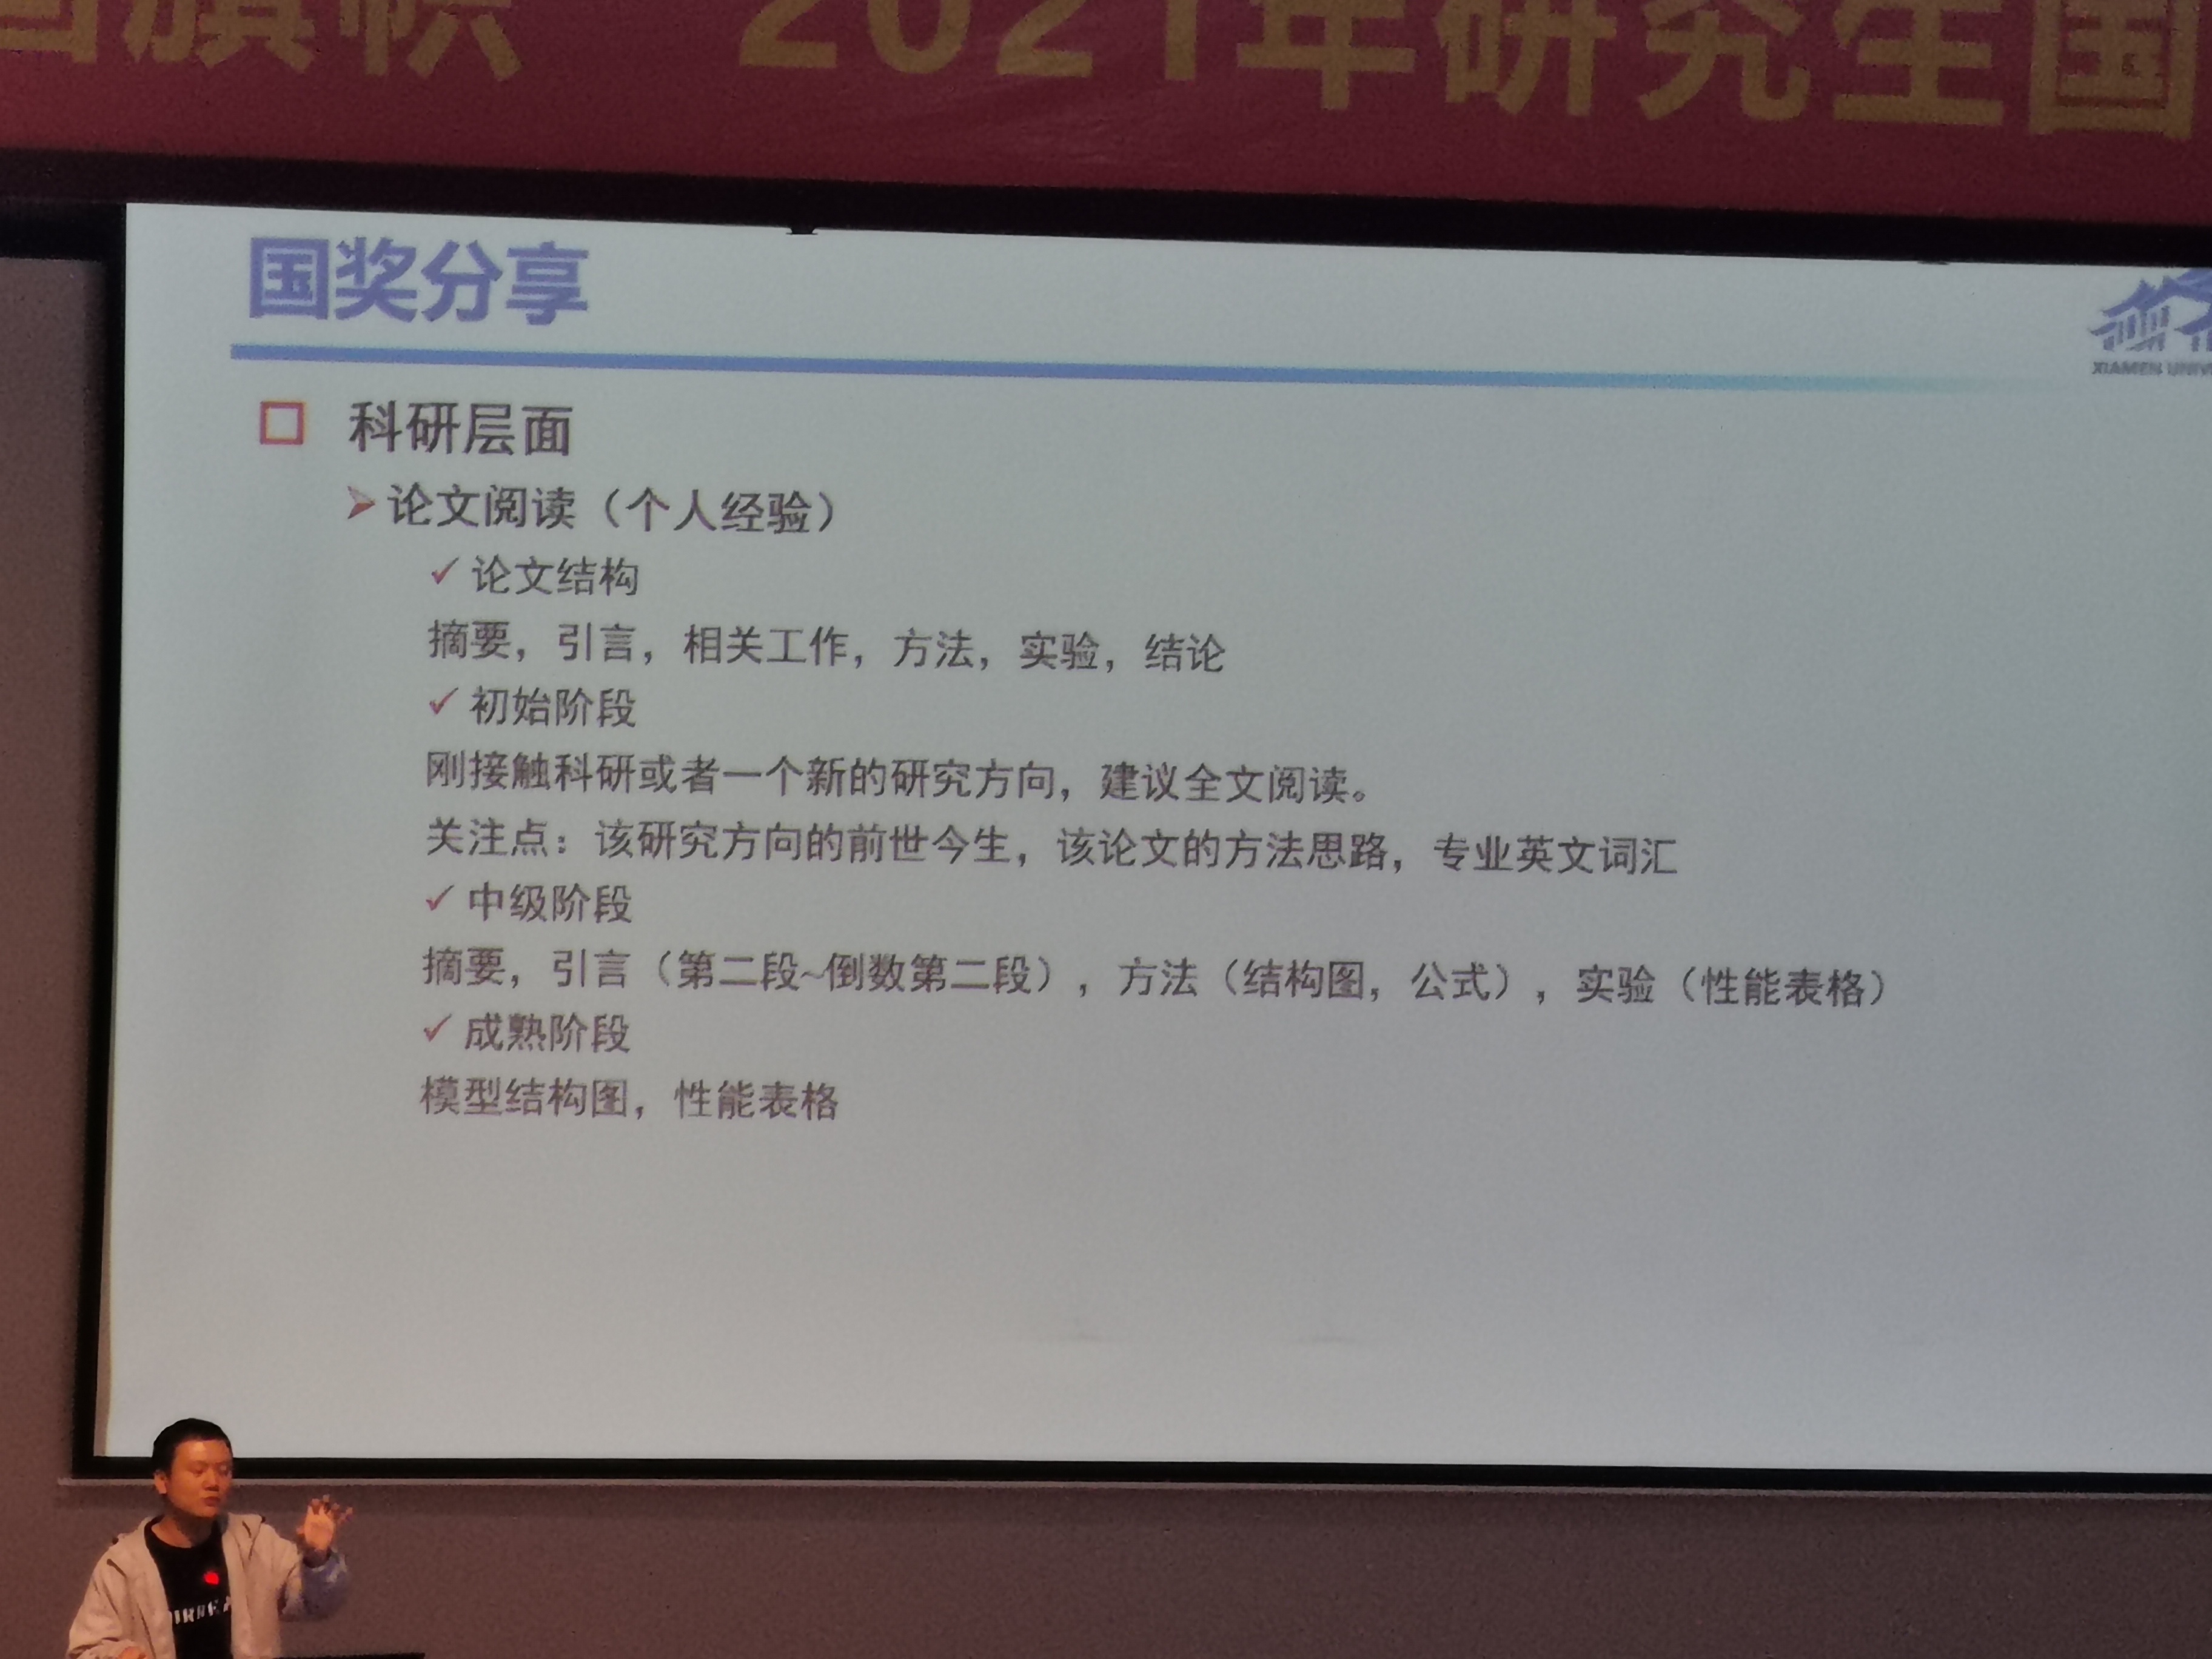 旗帜 2021年研究生国
国奖分享
XIAMEN UNIV
科研层面
论文阅读（个人经验）
✓ 论文结构
摘要，引言，相关工作，方法，实验，结论
✓ 初始阶段
刚接触科研或者一个新的研究方向，建议全文阅读。
关注点：该研究方向的前世今生，该论文的方法思路，专业英文词汇
✓ 中级阶段
摘要，引言（第二段~倒数第二段），方法（结构图，公式），实验（性能表格）
✓ 成熟阶段
模型结构图，性能表格